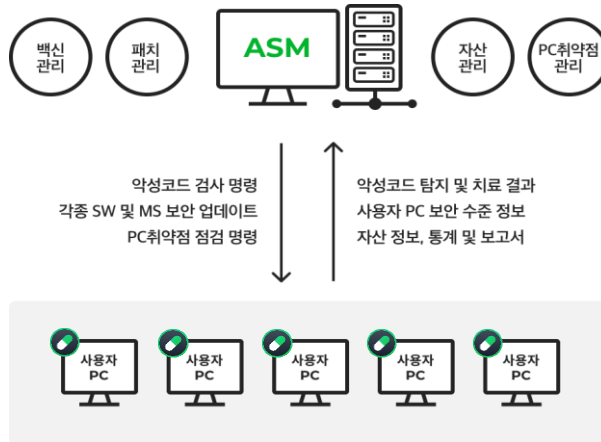 백신
관리
패치
관리
ASM
자산
관리
PC취약점
관리
악성코드 검사 명령
각종 SW 및 MS 보안 업데이트
PC취약점 점검 명령
악성코드 탐지 및 치료 결과
사용자 PC 보안 수준 정보
자산 정보, 통계 및 보고서
사용자
PC
사용자
PC
사용자
PC
사용자
PC
사용자
PC